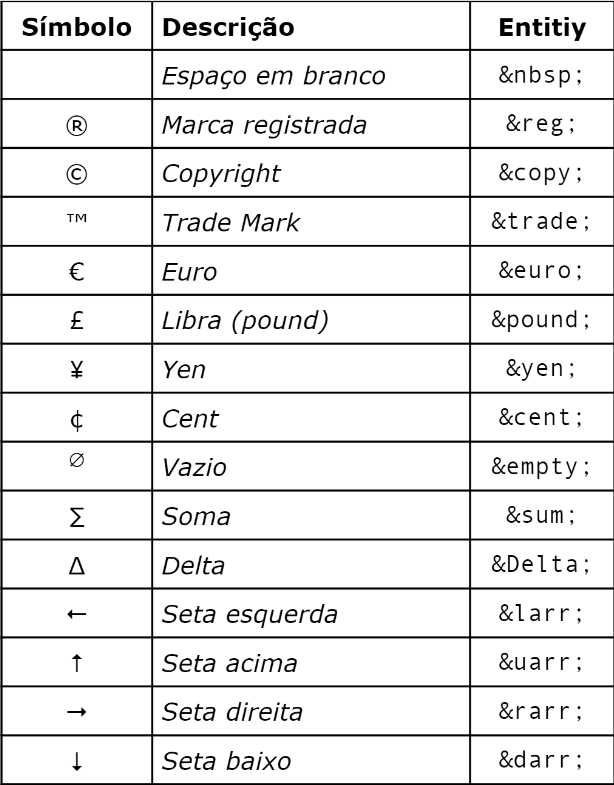 Símbolo Descrição Entitiy
Espaço em branco &nbsp;
® Marca registrada &reg;
© Copyright &copy;
™ Trade Mark &trade;
€ Euro &euro;
£ Libra (pound) &pound;
¥ Yen &yen;
¢ Cent &cent;
∅ Vazio &empty;
∑ Soma &sum;
Δ Delta &Delta;
← Seta esquerda &larr;
↑ Seta acima &uarr;
→ Seta direita &rarr;
↓ Seta baixo &darr;